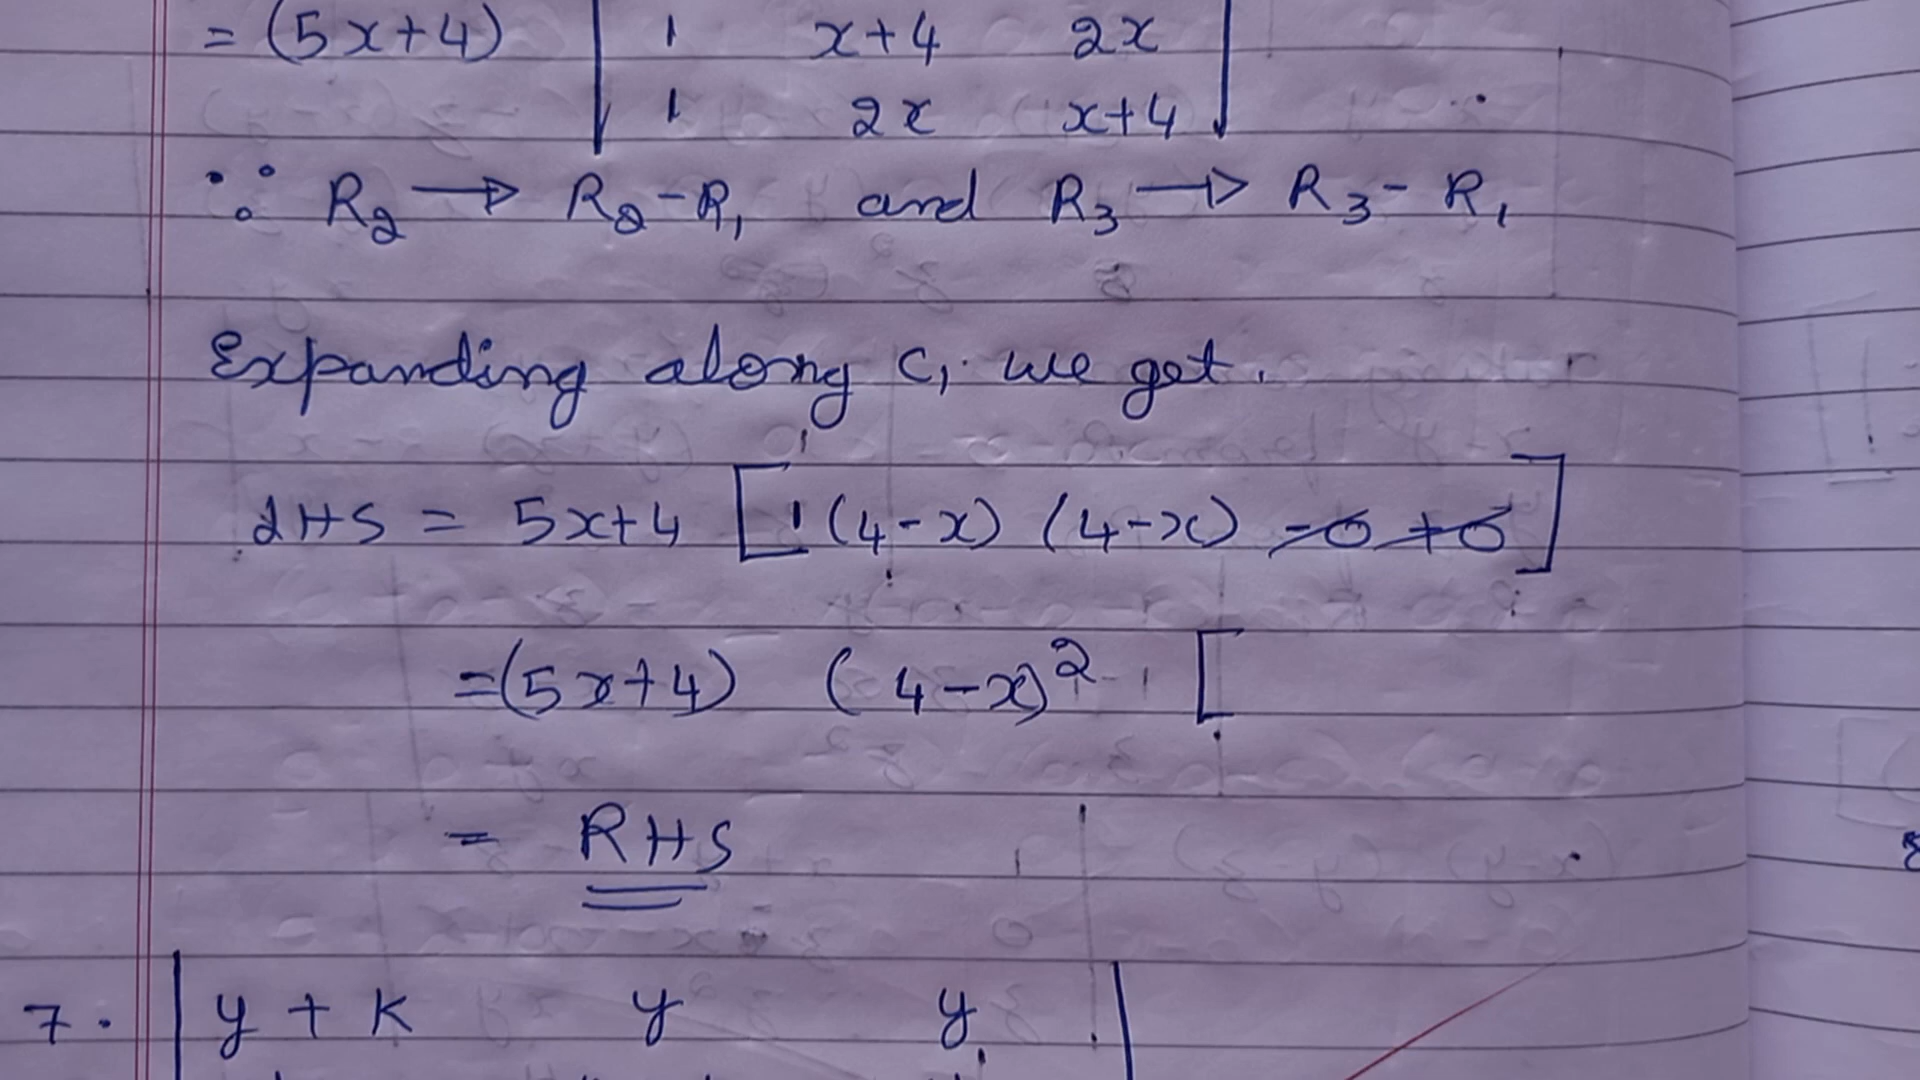 = (5x+4) | 1 x+4 2x |
| 1 2x x+4 |
∵ R₂ → R₂-R₁ and R₃ → R₃-R₁
Expanding along C₁ we get.
LHS = 5x+4 [1(4-x) (4-x) -0+0]
=(5x+4) (4-x)² [
= RHS
7. | y+k y y |